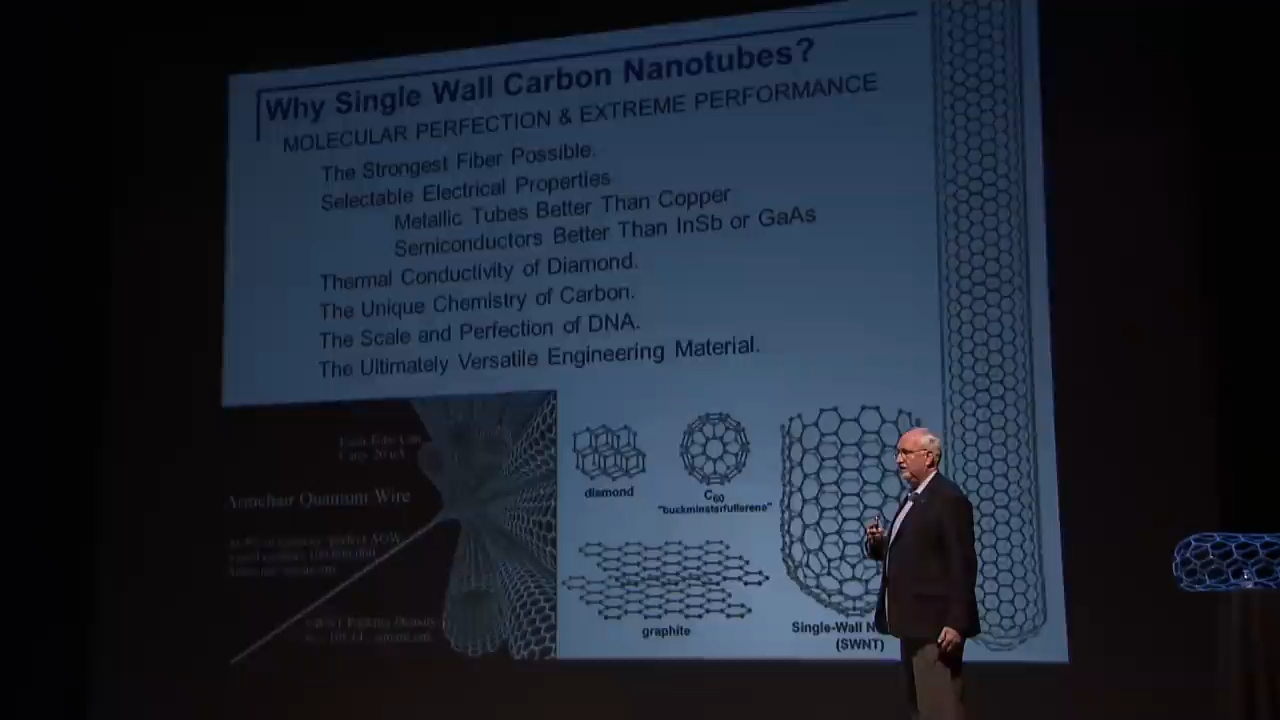 Why Single Wall Carbon Nanotubes?
MOLECULAR PERFECTION & EXTREME PERFORMANCE
The Strongest Fiber Possible.
Selectable Electrical Properties
Metallic Tubes Better Than Copper
Semiconductors Better Than InSb or GaAs
Thermal Conductivity of Diamond.
The Unique Chemistry of Carbon.
The Scale and Perfection of DNA.
The Ultimately Versatile Engineering Material.
Armchair Quantum Wire
diamond
C60
"buckminsterfullerene"
graphite
Single-Wall
(SWNT)